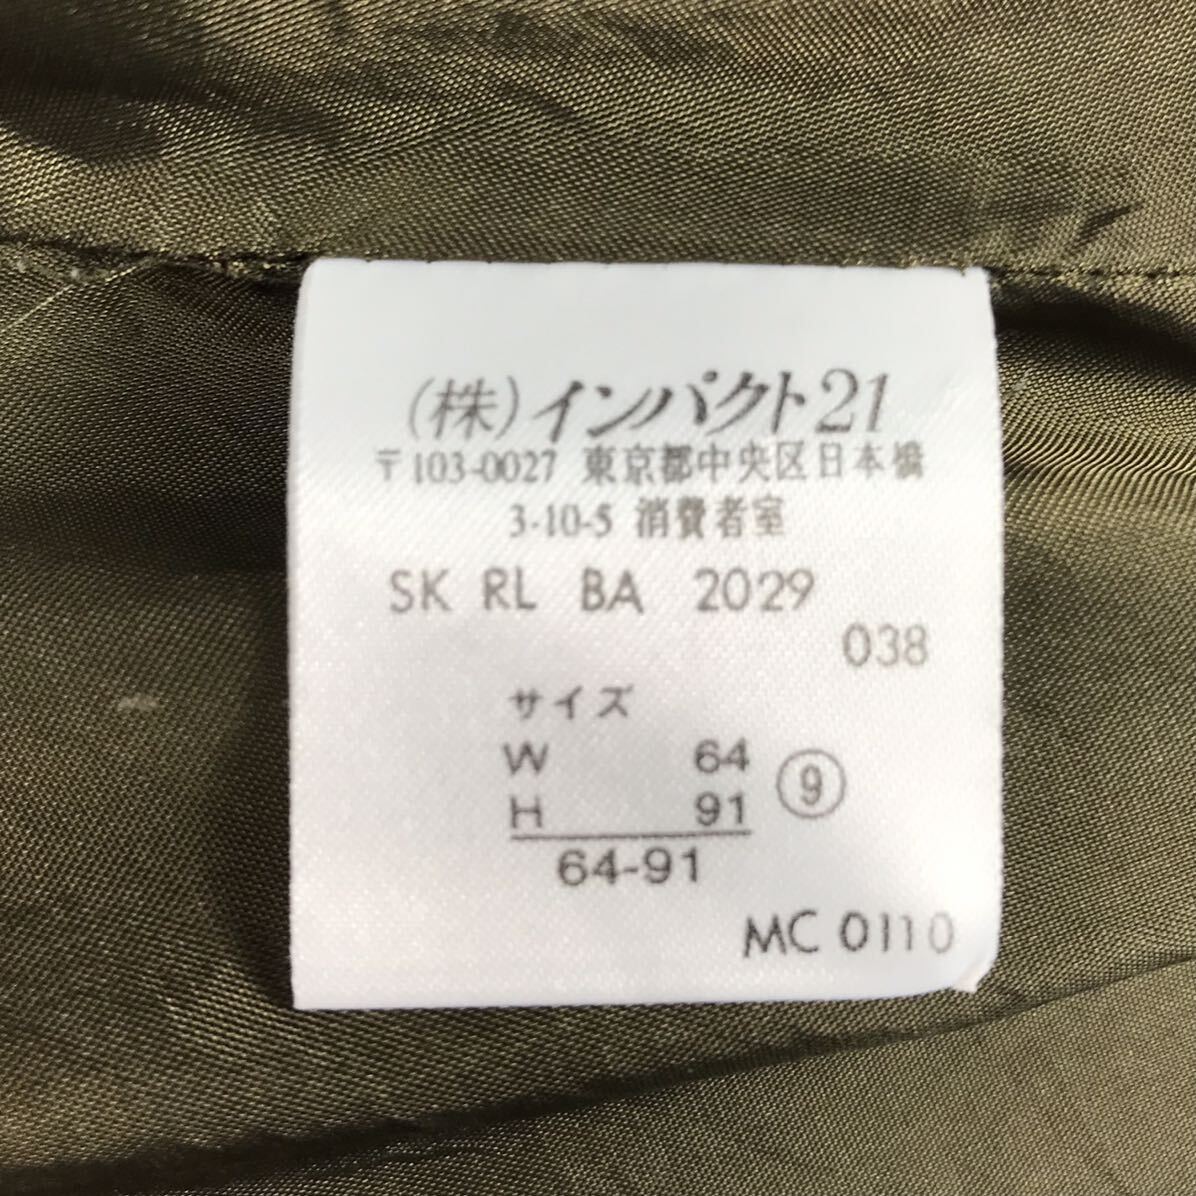 (株)インパクト21
〒103-0027 東京都中央区日本橋
3-10-5 消費者室
SK RL BA 2029
038
サイズ
W 64
H 91 ⑨
64-91
MC 0110